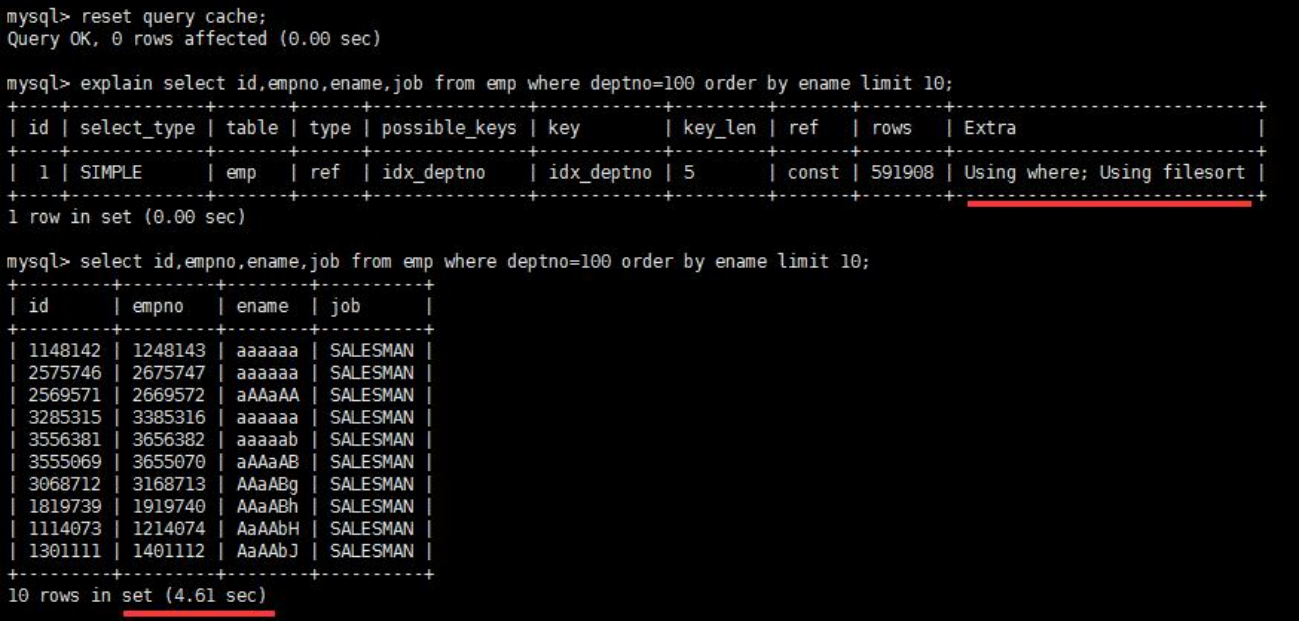 mysql> reset query cache;
Query OK, 0 rows affected (0.00 sec)
mysql> explain select id,empno,ename,job from emp where deptno=100 order by ename limit 10;
+----+-------------+-------+------+---------------+------------+---------+-------+--------+-----------------------------+
| id | select_type | table | type | possible_keys | key        | key_len | ref   | rows   | Extra                       |
+----+-------------+-------+------+---------------+------------+---------+-------+--------+-----------------------------+
|  1 | SIMPLE      | emp   | ref  | idx_deptno    | idx_deptno | 5       | const | 591908 | Using where; Using filesort |
+----+-------------+-------+------+---------------+------------+---------+-------+--------+-----------------------------+
1 row in set (0.00 sec)
mysql> select id,empno,ename,job from emp where deptno=100 order by ename limit 10;
+---------+---------+--------+----------+
| id      | empno   | ename  | job      |
+---------+---------+--------+----------+
| 1148142 | 1248143 | aaaaaa | SALESMAN |
| 2575746 | 2675747 | aaaaaa | SALESMAN |
| 2569571 | 2669572 | aAAaAA | SALESMAN |
| 3285315 | 3385316 | aaaaaa | SALESMAN |
| 3556381 | 3656382 | aaaaab | SALESMAN |
| 3555069 | 3655070 | aAAaAB | SALESMAN |
| 3068712 | 3168713 | AAaABg | SALESMAN |
| 1819739 | 1919740 | AAaABh | SALESMAN |
| 1114073 | 1214074 | AaAAbH | SALESMAN |
| 1301111 | 1401112 | AaAAbJ | SALESMAN |
+---------+---------+--------+----------+
10 rows in set (4.61 sec)